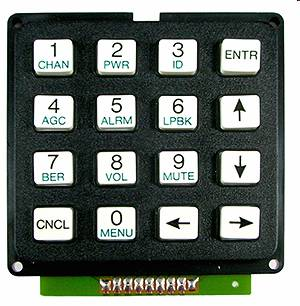 1 2 3 ENTR
CHAN PWR ID
4 5 6 ↑
AGC ALRM LPBK
7 8 9 ↓
BER VOL MUTE
CNCL 0 ← →
MENU